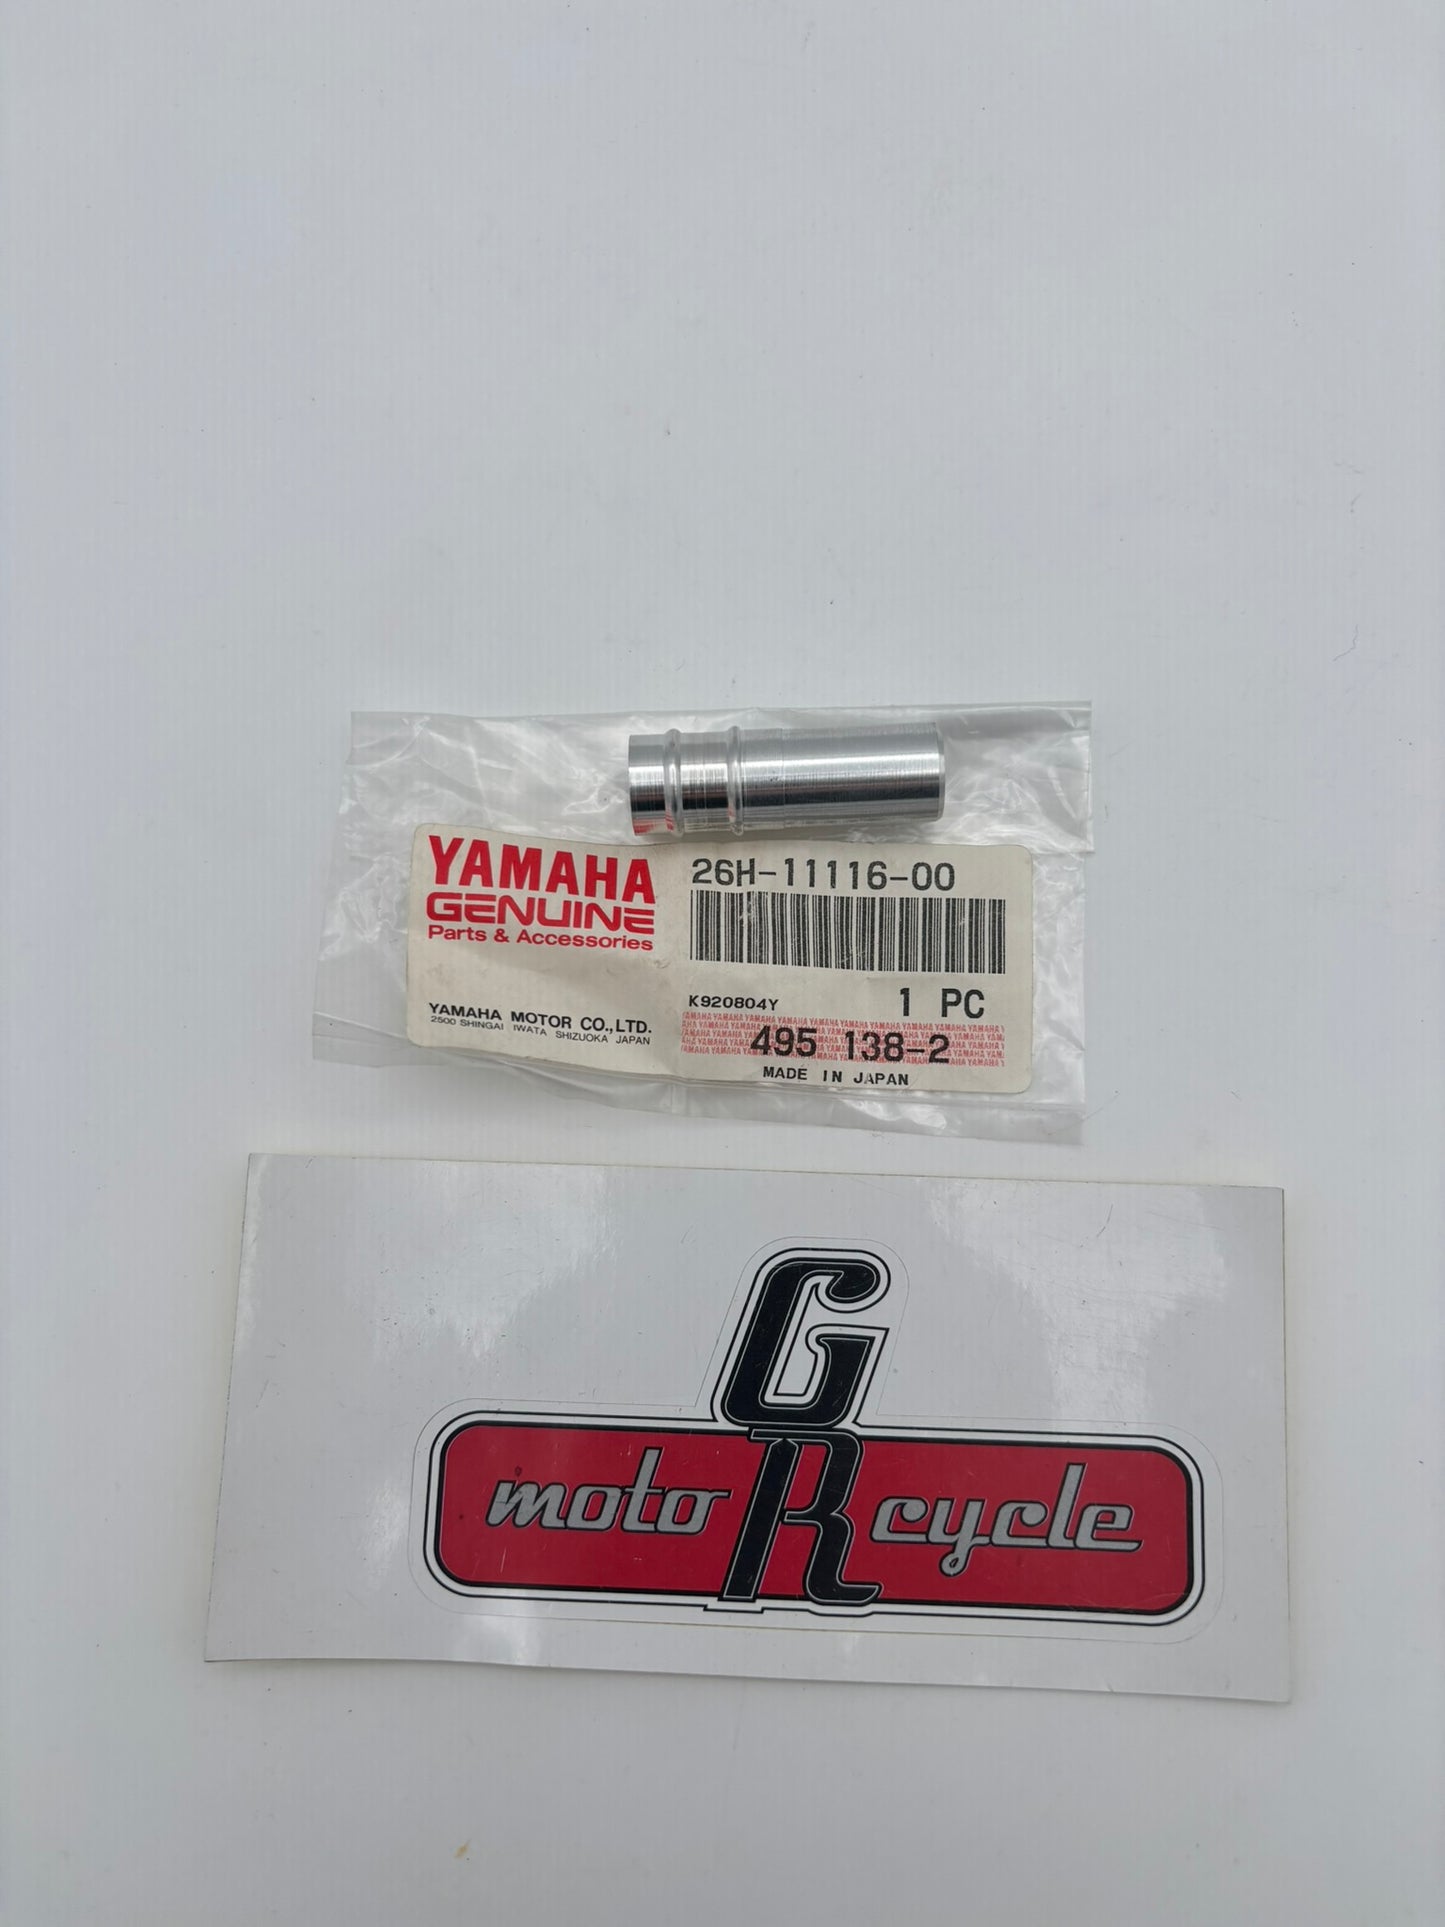 YAMAHA
GENUINE
Parts & Accessories
YAMAHA MOTOR CO.,LTD.
2500 SHINGAI IWATA SHIZUOKA JAPAN
26H-11116-00
K920804Y
1 PC
495 138-2
MADE IN JAPAN
GR
moto cycle